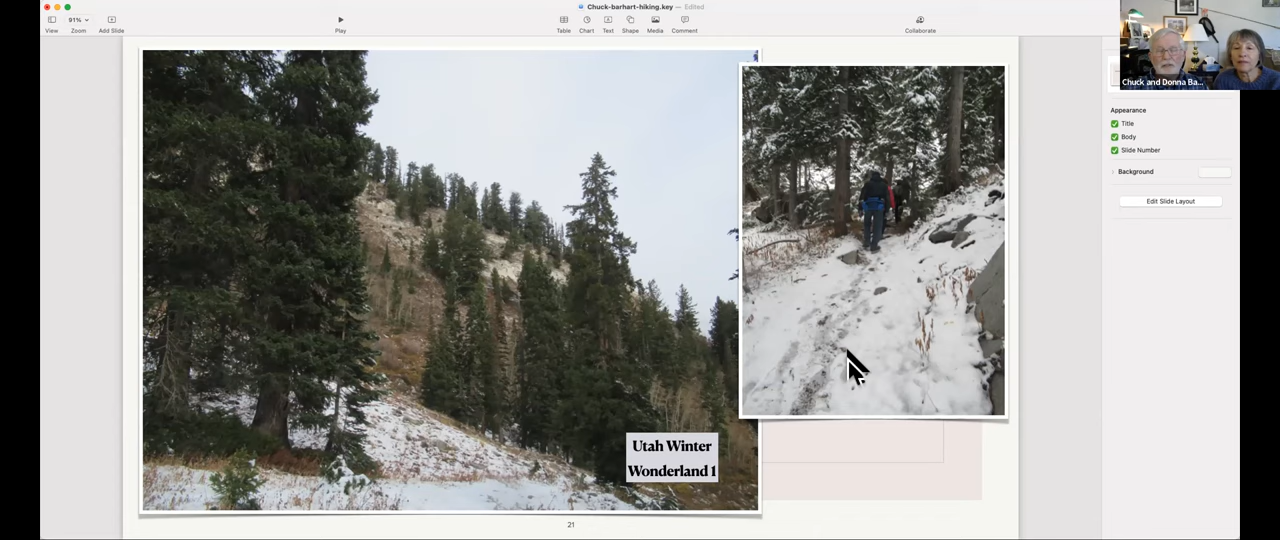 Chuck-barhart-hiking.key — Edited
91%
View
Zoom
Add Slide
Play
Table
Chart
Text
Shape
Media
Comment
Collaborate
Chuck and Donna Ba...
Appearance
Title
Body
Slide Number
Background
Edit Slide Layout
Utah Winter
Wonderland 1
21